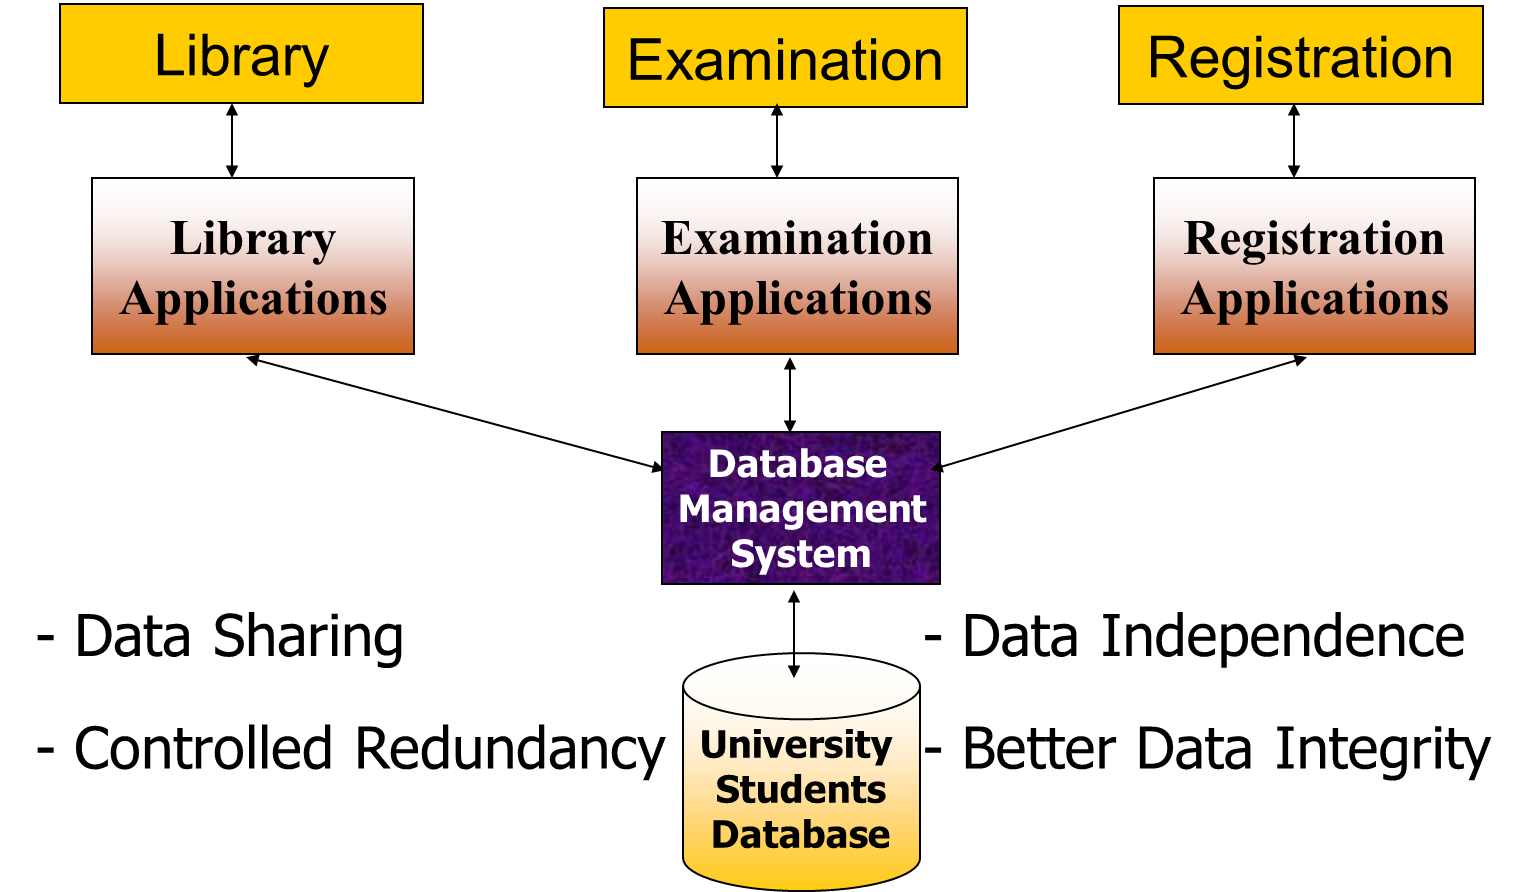 Library
Examination
Registration
Library
Applications
Examination
Applications
Registration
Applications
Database
Management
System
- Data Sharing
- Data Independence
- Controlled Redundancy
- Better Data Integrity
University
Students
Database